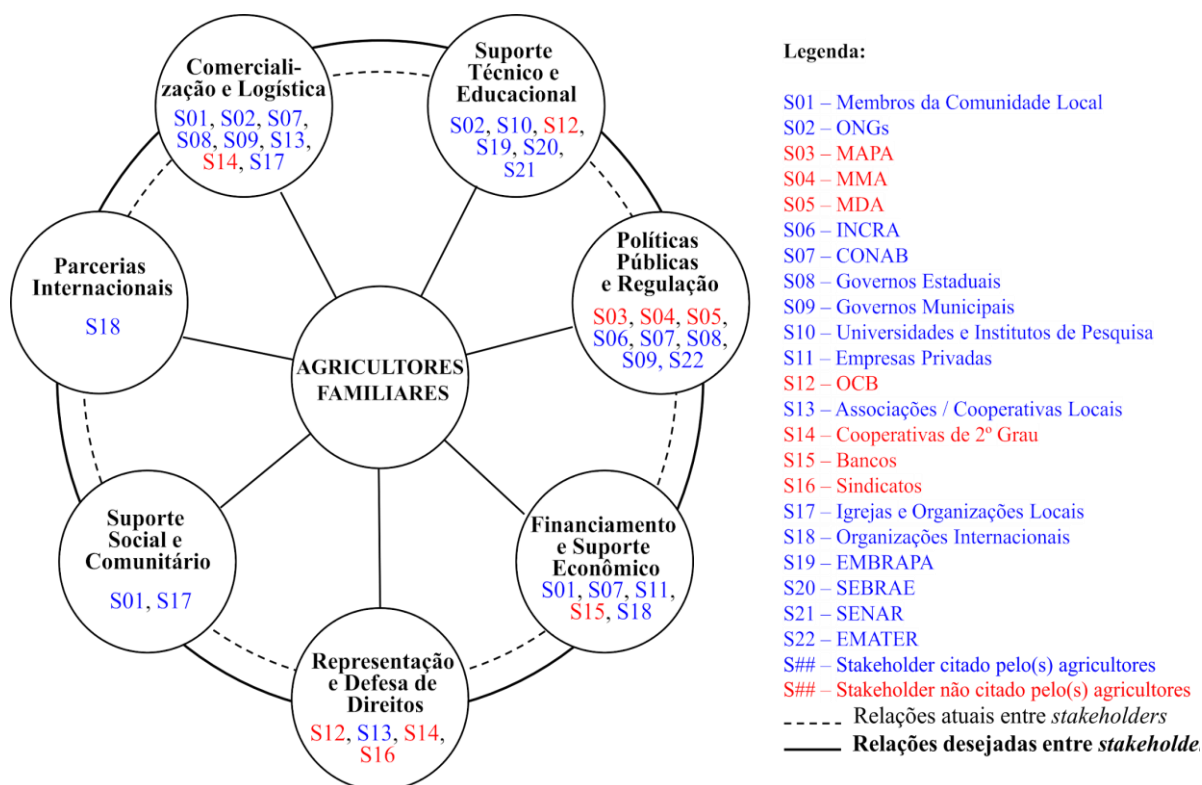 Comerciali-
zação e Logística
S01, S02, S07,
S08, S09, S13,
S14, S17
Suporte
Técnico e
Educacional
S02, S10, S12,
S19, S20,
S21
Políticas
Públicas
e Regulação
S03, S04, S05,
S06, S07, S08,
S09, S22
Financiamento
e Suporte
Econômico
S01, S07, S11,
S15, S18
Representação
e Defesa de
Direitos
S12, S13, S14,
S16
Suporte
Social e
Comunitário
S01, S17
Parcerias
Internacionais
S18
AGRICULTORES
FAMILIARES
Legenda:
S01 – Membros da Comunidade Local
S02 – ONGs
S03 – MAPA
S04 – MMA
S05 – MDA
S06 – INCRA
S07 – CONAB
S08 – Governos Estaduais
S09 – Governos Municipais
S10 – Universidades e Institutos de Pesquisa
S11 – Empresas Privadas
S12 – OCB
S13 – Associações / Cooperativas Locais
S14 – Cooperativas de 2º Grau
S15 – Bancos
S16 – Sindicatos
S17 – Igrejas e Organizações Locais
S18 – Organizações Internacionais
S19 – EMBRAPA
S20 – SEBRAE
S21 – SENAR
S22 – EMATER
S## – Stakeholder citado pelo(s) agricultores
S## – Stakeholder não citado pelo(s) agricultores
Relações atuais entre stakeholders
Relações desejadas entre stakeholde